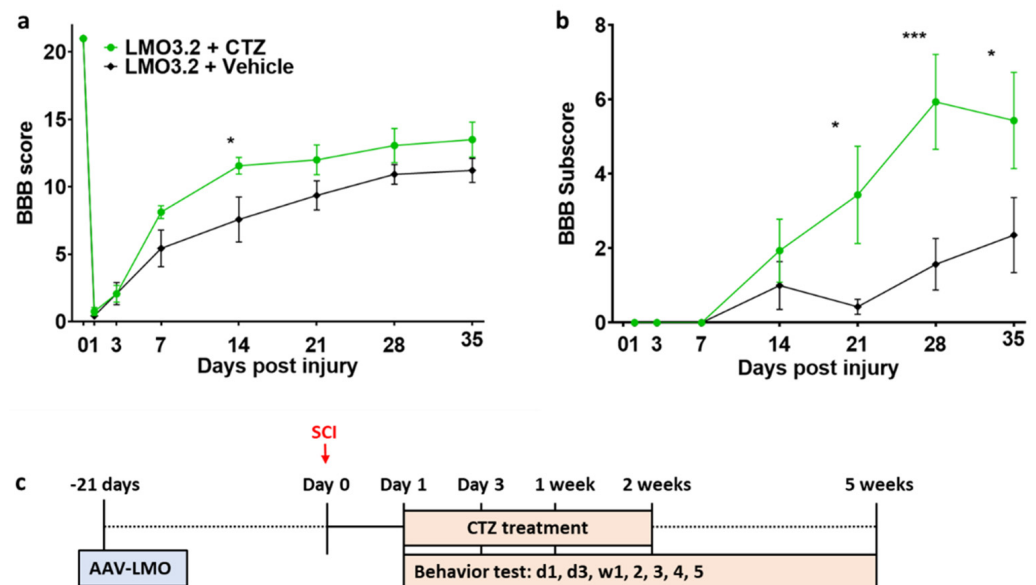 a
BBB score
20
15
10
5
0
LMO3.2 + CTZ
LMO3.2 + Vehicle
*
01 3 7 14 21 28 35
Days post injury
b
BBB Subscore
8
6
4
2
0
*
***
*
01 3 7 14 21 28 35
Days post injury
c
SCI
-21 days Day 0 Day 1 Day 3 1 week 2 weeks 5 weeks
CTZ treatment
AAV-LMO
Behavior test: d1, d3, w1, 2, 3, 4, 5